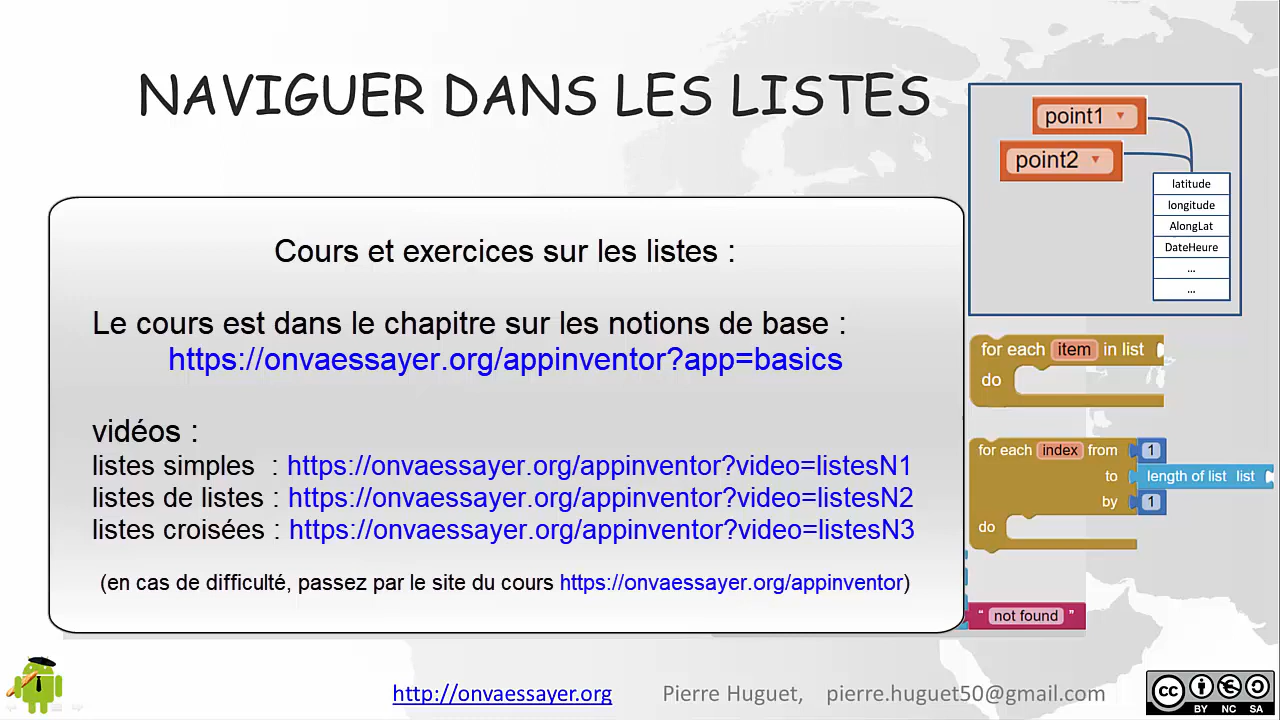 NAVIGUER DANS LES LISTES
point1
point2
latitude
longitude
AlongLat
DateHeure
...
...
Cours et exercices sur les listes :
Le cours est dans le chapitre sur les notions de base :
https://onvaessayer.org/appinventor?app=basics
vidéos :
listes simples : https://onvaessayer.org/appinventor?video=listesN1
listes de listes : https://onvaessayer.org/appinventor?video=listesN2
listes croisées : https://onvaessayer.org/appinventor?video=listesN3
(en cas de difficulté, passez par le site du cours https://onvaessayer.org/appinventor)
for each item in list
do
for each index from 1
to length of list list
by 1
do
" not found "
http://onvaessayer.org Pierre Huguet, pierre.huguet50@gmail.com
cc BY NC SA